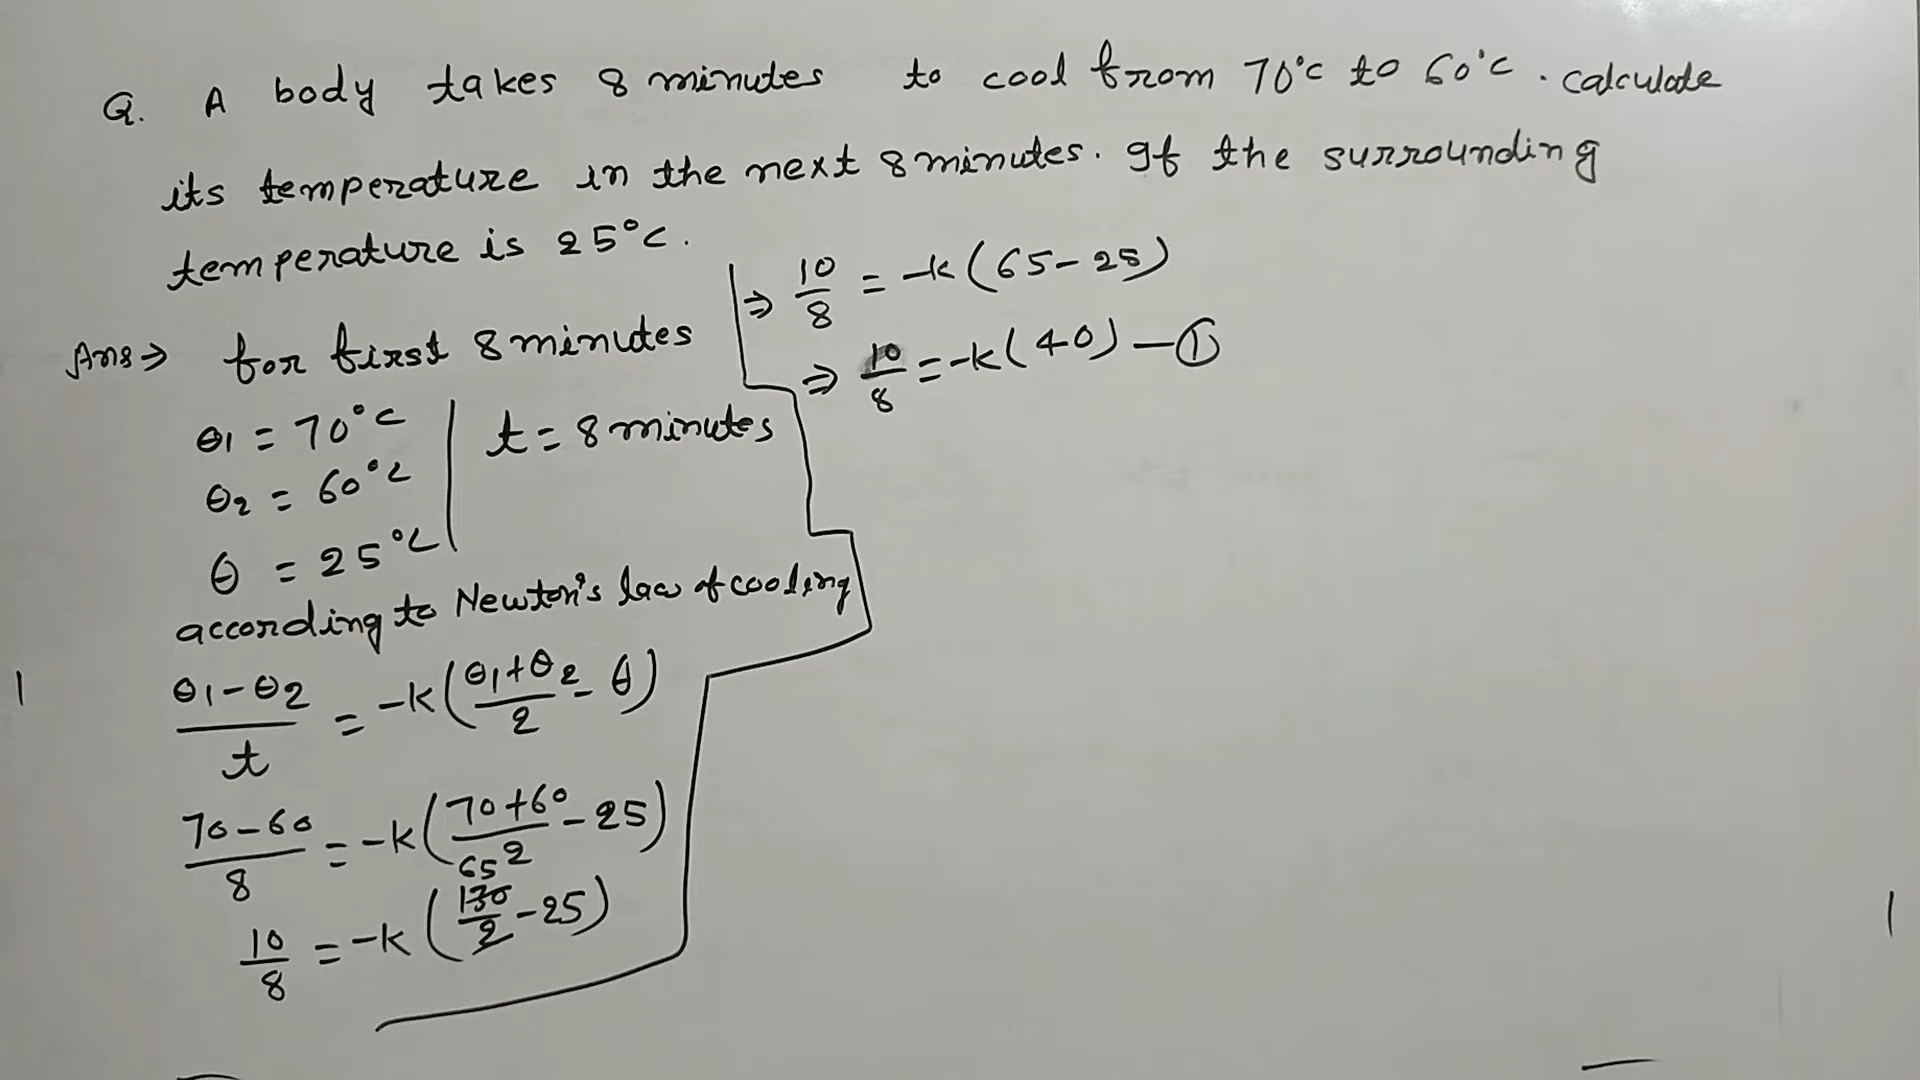 Q. A body takes 8 minutes to cool from 70°c to 60°c. calculate
its temperature in the next 8 minutes. If the surrounding
temperature is 25°c.
Ans⇒ for first 8 minutes
θ1 = 70°c | t = 8 minutes
θ2 = 60°c
θ = 25°c
according to Newton's law of cooling
θ1-θ2/t = -k(θ1+θ2/2 - θ)
70-60/8 = -k(70+60/2 - 25)
65
10/8 = -k(130/2 - 25)
⇒ 10/8 = -k(65-25)
⇒ 10/8 = -k(40) — ①